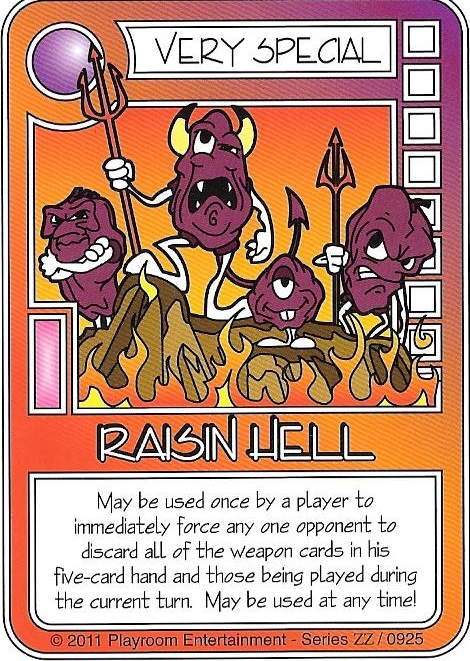 VERY SPECIAL
RAISIN HELL
May be used once by a player to
immediately force any one opponent to
discard all of the weapon cards in his
five-card hand and those being played during
the current turn. May be used at any time!
© 2011 Playroom Entertainment - Series ZZ / 0925